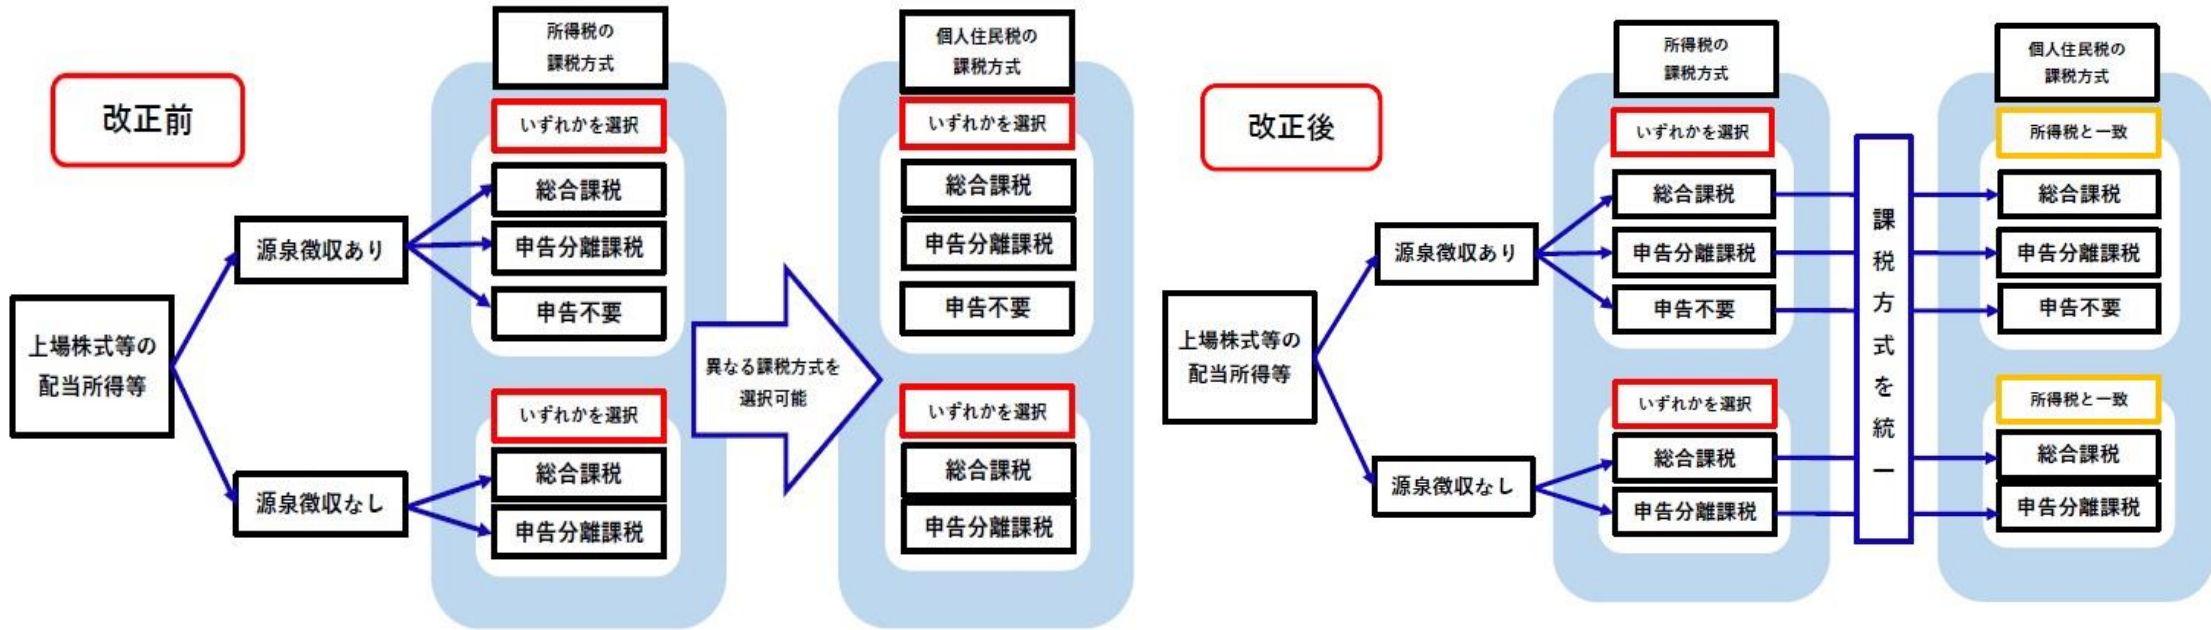 改正前
所得税の
課税方式
個人住民税の
課税方式
いずれかを選択
いずれかを選択
総合課税
総合課税
源泉徴収あり
申告分離課税
申告分離課税
申告不要
申告不要
上場株式等の
配当所得等
異なる課税方式を
選択可能
いずれかを選択
いずれかを選択
総合課税
総合課税
源泉徴収なし
申告分離課税
申告分離課税
改正後
所得税の
課税方式
個人住民税の
課税方式
いずれかを選択
所得税と一致
総合課税
総合課税
源泉徴収あり
申告分離課税
申告分離課税
申告不要
申告不要
上場株式等の
配当所得等
課税方式を統一
いずれかを選択
所得税と一致
総合課税
総合課税
源泉徴収なし
申告分離課税
申告分離課税